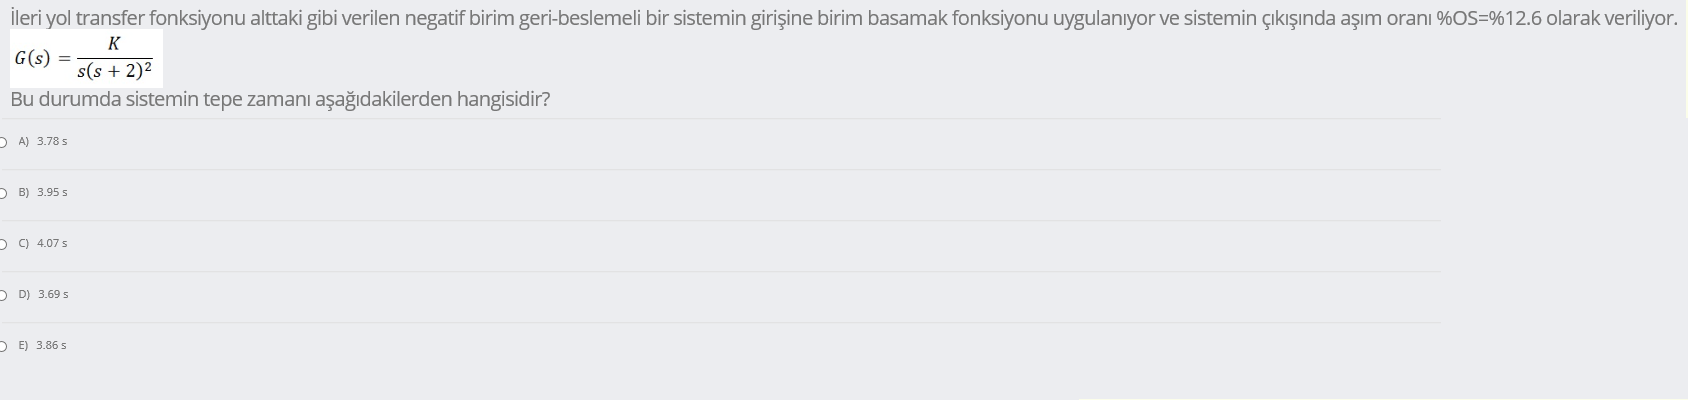 İleri yol transfer fonksiyonu alttaki gibi verilen negatif birim geri-beslemeli bir sistemin girişine birim basamak fonksiyonu uygulanıyor ve sistemin çıkışında aşım oranı %OS=%12.6 olarak veriliyor.
G(s) = K / s(s + 2)²
Bu durumda sistemin tepe zamanı aşağıdakilerden hangisidir?
A) 3.78 s
B) 3.95 s
C) 4.07 s
D) 3.69 s
E) 3.86 s